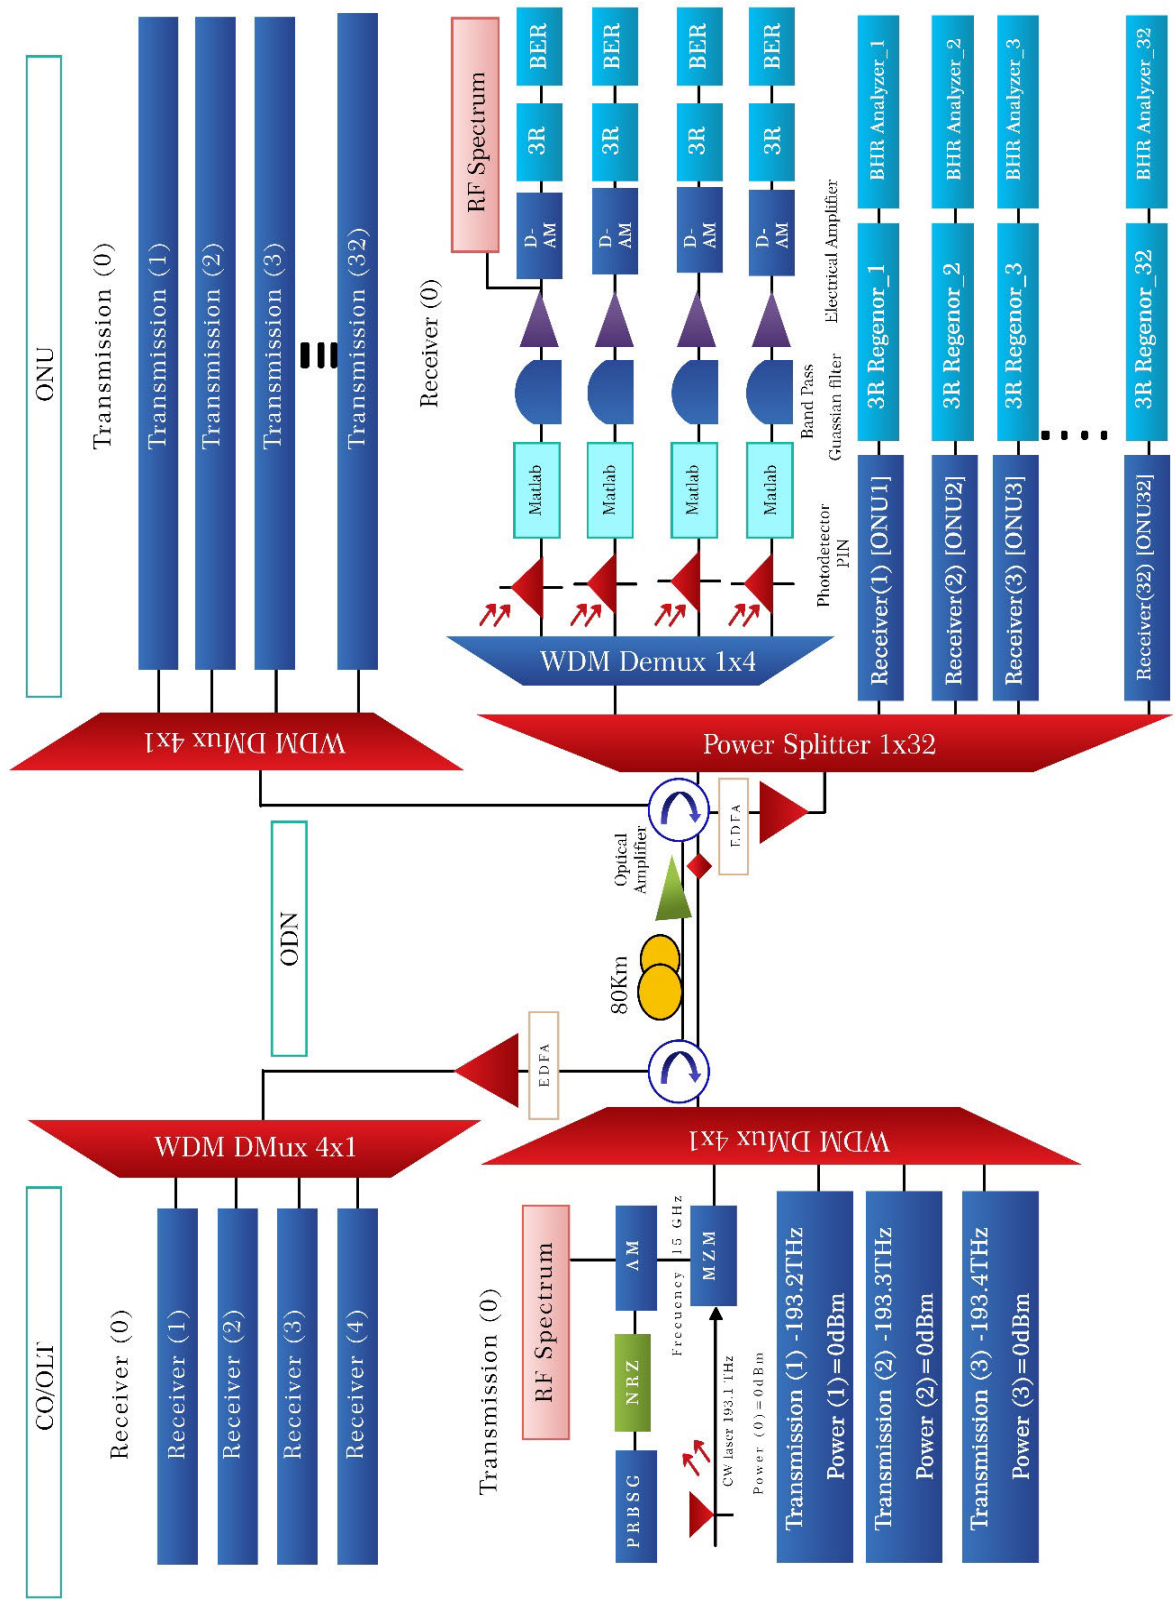 CO/OLT
ODN
ONU
Receiver (0)
Receiver (1)
Receiver (2)
Receiver (3)
Receiver (4)
WDM DMux 4x1
EDFA
Transmission (0)
RF Spectrum
PRBSG
NRZ
AM
Frecuency 15 GHz
MZM
CW laser 193.1 THz
Power (0)=0dBm
Transmission (1) -193.2THz
Power (1)=0dBm
Transmission (2) -193.3THz
Power (2)=0dBm
Transmission (3) -193.4THz
Power (3)=0dBm
WDM DMux 4x1
80Km
Optical
Amplifier
EDFA
WDM DMux 4x1
Transmission (0)
Transmission (1)
Transmission (2)
Transmission (3)
Transmission (32)
Power Splitter 1x32
WDM Demux 1x4
Receiver (0)
RF Spectrum
Matlab
D-
AM
3R
BER
Matlab
D-
AM
3R
BER
Matlab
D-
AM
3R
BER
Matlab
D-
AM
3R
BER
Photodetector
PIN
Band Pass
Guassian filter
Electrical Amplifier
Receiver(1) [ONU1]
3R Regenor_1
BHR Analyzer_1
Receiver(2) [ONU2]
3R Regenor_2
BHR Analyzer_2
Receiver(3) [ONU3]
3R Regenor_3
BHR Analyzer_3
Receiver(32) [ONU32]
3R Regenor_32
BHR Analyzer_32